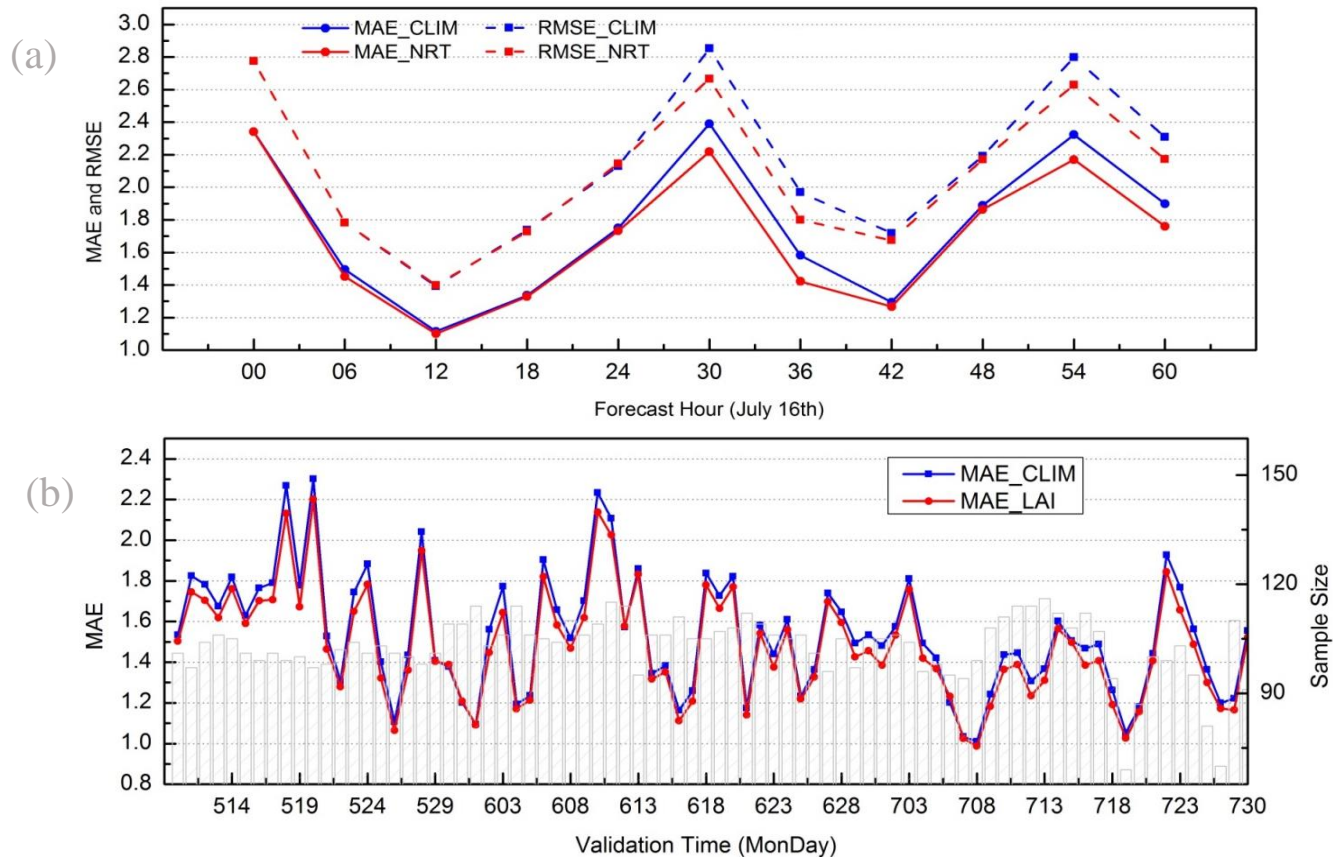 (a)
MAE_CLIM RMSE_CLIM
MAE_NRT RMSE_NRT
3.0
2.8
2.6
2.4
2.2
2.0
1.8
1.6
1.4
1.2
1.0
MAE and RMSE
00 06 12 18 24 30 36 42 48 54 60
Forecast Hour (July 16th)
(b)
MAE_CLIM
MAE_LAI
2.4
2.2
2.0
1.8
1.6
1.4
1.2
1.0
0.8
MAE
150
120
90
Sample Size
514 519 524 529 603 608 613 618 623 628 703 708 713 718 723 730
Validation Time (MonDay)